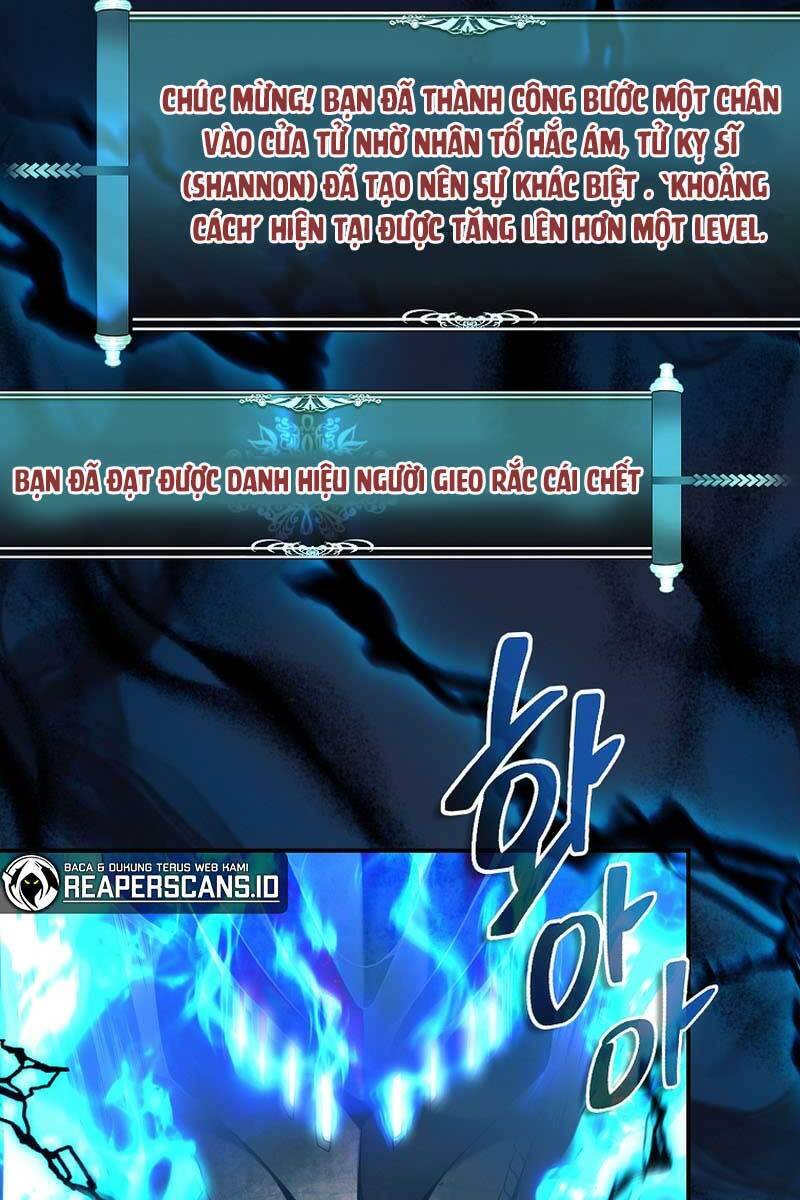 CHÚC MỪNG! BẠN ĐÃ THÀNH CÔNG BƯỚC MỘT CHÂN
VÀO CỬA TỬ NHỜ NHÂN TỐ HẮC ÁM, TỬ KỴ SĨ
(SHANNON) ĐÃ TẠO NÊN SỰ KHÁC BIỆT . 'KHOẢNG
CÁCH' HIỆN TẠI ĐƯỢC TĂNG LÊN HƠN MỘT LEVEL.
BẠN ĐÃ ĐẠT ĐƯỢC DANH HIỆU NGƯỜI GIEO RẮC CÁI CHẾT
화
아
아
BACA & DUKUNG TERUS WEB KAMI
REAPERSCANS.ID